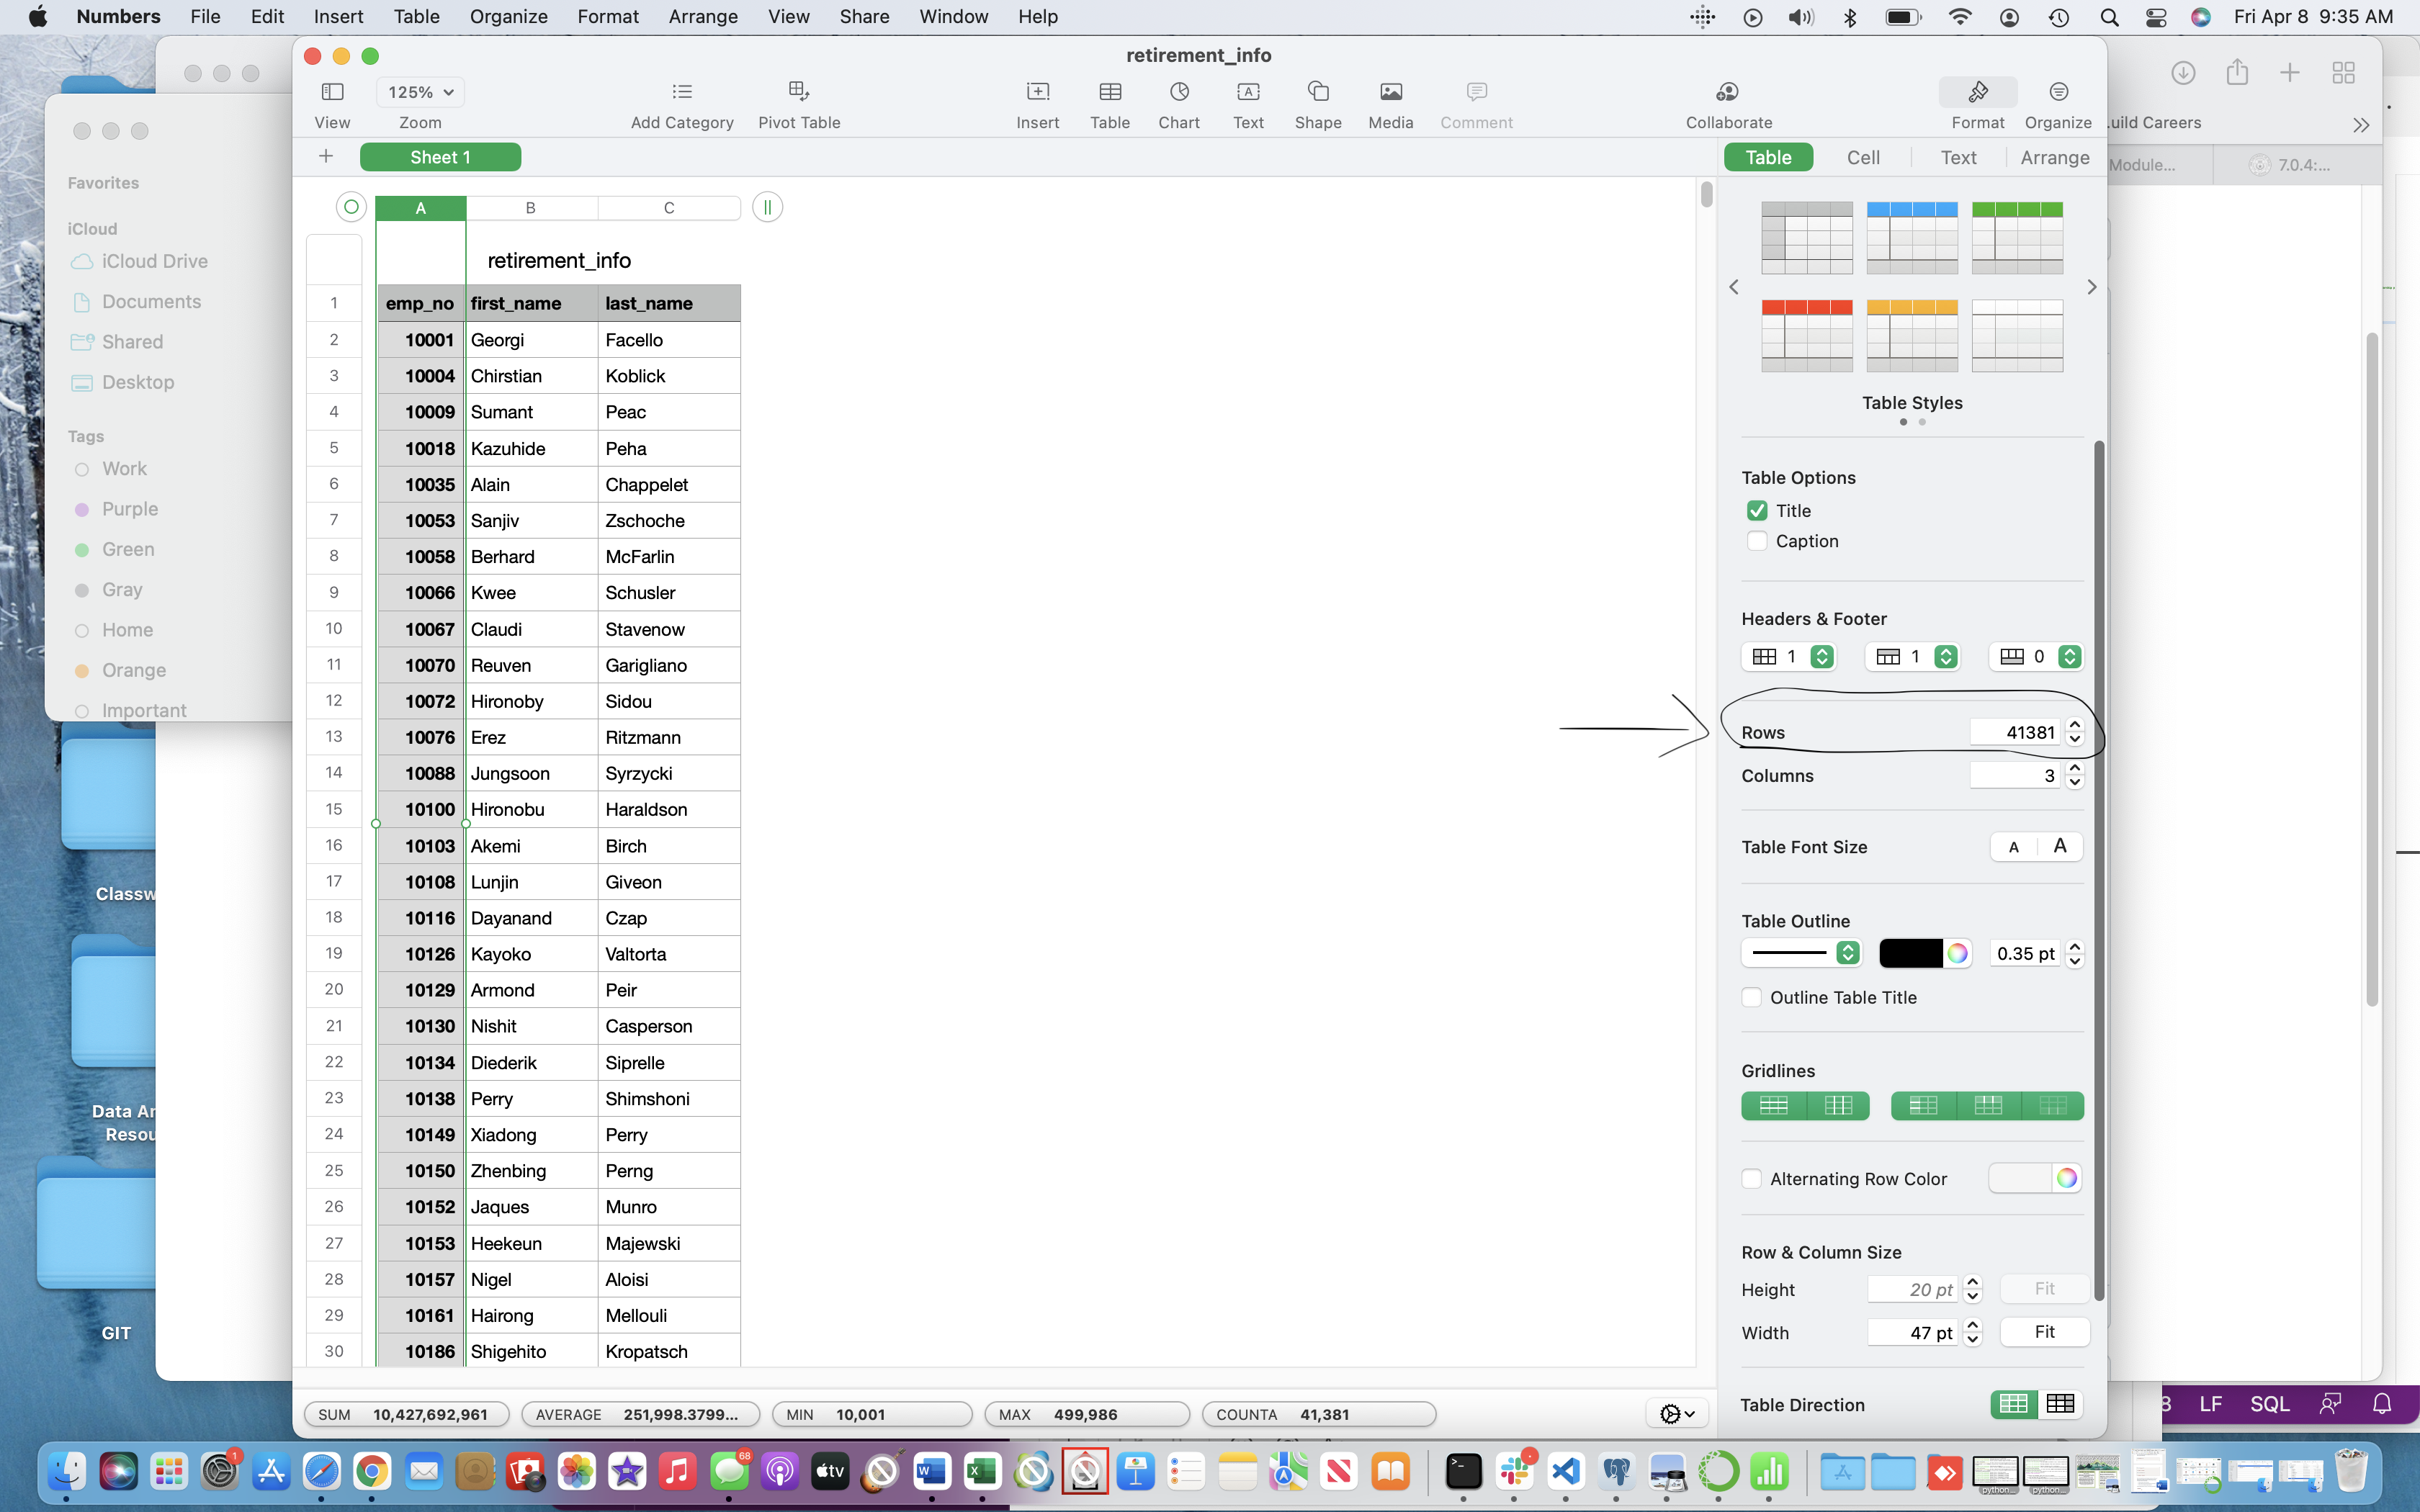 Numbers File Edit Insert Table Organize Format Arrange View Share Window Help Fri Apr 8 9:35 AM
retirement_info
125%
View Zoom Add Category Pivot Table Insert Table Chart Text Shape Media Comment Collaborate Format Organize
uild Careers
Sheet 1
Table Cell Text Arrange
Module... 7.0.4:...
Favorites
iCloud
iCloud Drive
Documents
Shared
Desktop
Tags
Work
Purple
Green
Gray
Home
Orange
Important
Classw
Data An
Resou
GIT
A B C
retirement_info
1 emp_no first_name last_name
2 10001 Georgi Facello
3 10004 Chirstian Koblick
4 10009 Sumant Peac
5 10018 Kazuhide Peha
6 10035 Alain Chappelet
7 10053 Sanjiv Zschoche
8 10058 Berhard McFarlin
9 10066 Kwee Schusler
10 10067 Claudi Stavenow
11 10070 Reuven Garigliano
12 10072 Hironoby Sidou
13 10076 Erez Ritzmann
14 10088 Jungsoon Syrzycki
15 10100 Hironobu Haraldson
16 10103 Akemi Birch
17 10108 Lunjin Giveon
18 10116 Dayanand Czap
19 10126 Kayoko Valtorta
20 10129 Armond Peir
21 10130 Nishit Casperson
22 10134 Diederik Siprelle
23 10138 Perry Shimshoni
24 10149 Xiadong Perry
25 10150 Zhenbing Perng
26 10152 Jaques Munro
27 10153 Heekeun Majewski
28 10157 Nigel Aloisi
29 10161 Hairong Mellouli
30 10186 Shigehito Kropatsch
Table Styles
Table Options
Title
Caption
Headers & Footer
1 1 0
Rows 41381
Columns 3
Table Font Size A A
Table Outline
0.35 pt
Outline Table Title
Gridlines
Alternating Row Color
Row & Column Size
Height 20 pt Fit
Width 47 pt Fit
Table Direction
SUM 10,427,692,961 AVERAGE 251,998.3799... MIN 10,001 MAX 499,986 COUNTA 41,381
LF SQL
1 68 tv W X
python... python...